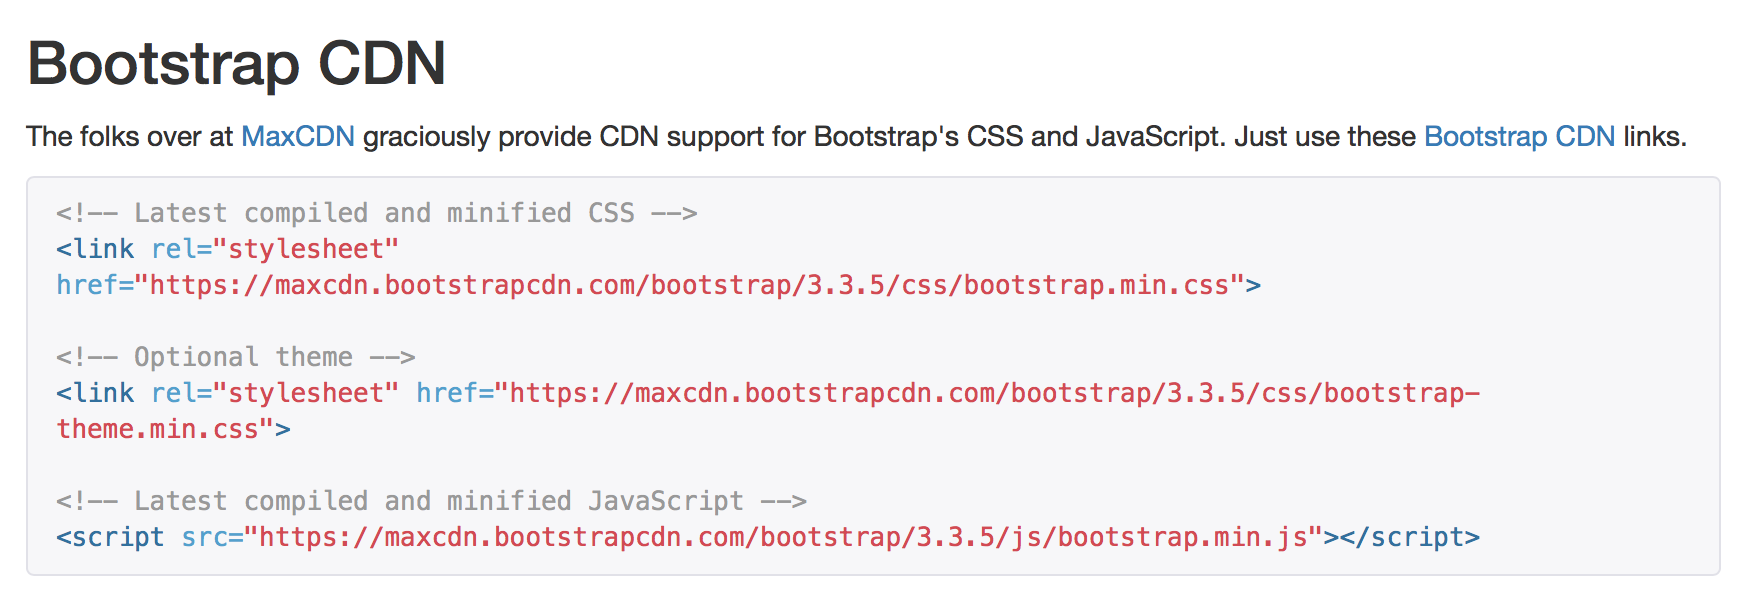 Bootstrap CDN
The folks over at MaxCDN graciously provide CDN support for Bootstrap's CSS and JavaScript. Just use these Bootstrap CDN links.
<!-- Latest compiled and minified CSS -->
<link rel="stylesheet"
href="https://maxcdn.bootstrapcdn.com/bootstrap/3.3.5/css/bootstrap.min.css">
<!-- Optional theme -->
<link rel="stylesheet" href="https://maxcdn.bootstrapcdn.com/bootstrap/3.3.5/css/bootstrap-
theme.min.css">
<!-- Latest compiled and minified JavaScript -->
<script src="https://maxcdn.bootstrapcdn.com/bootstrap/3.3.5/js/bootstrap.min.js"></script>